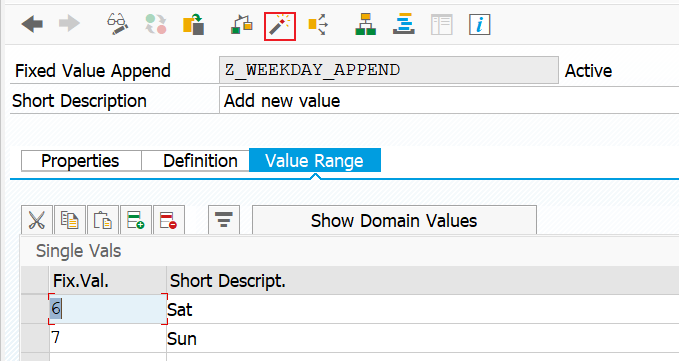 Fixed Value Append Z_WEEKDAY_APPEND Active
Short Description Add new value
Properties Definition Value Range
Show Domain Values
Single Vals
Fix.Val. Short Descript.
6 Sat
7 Sun